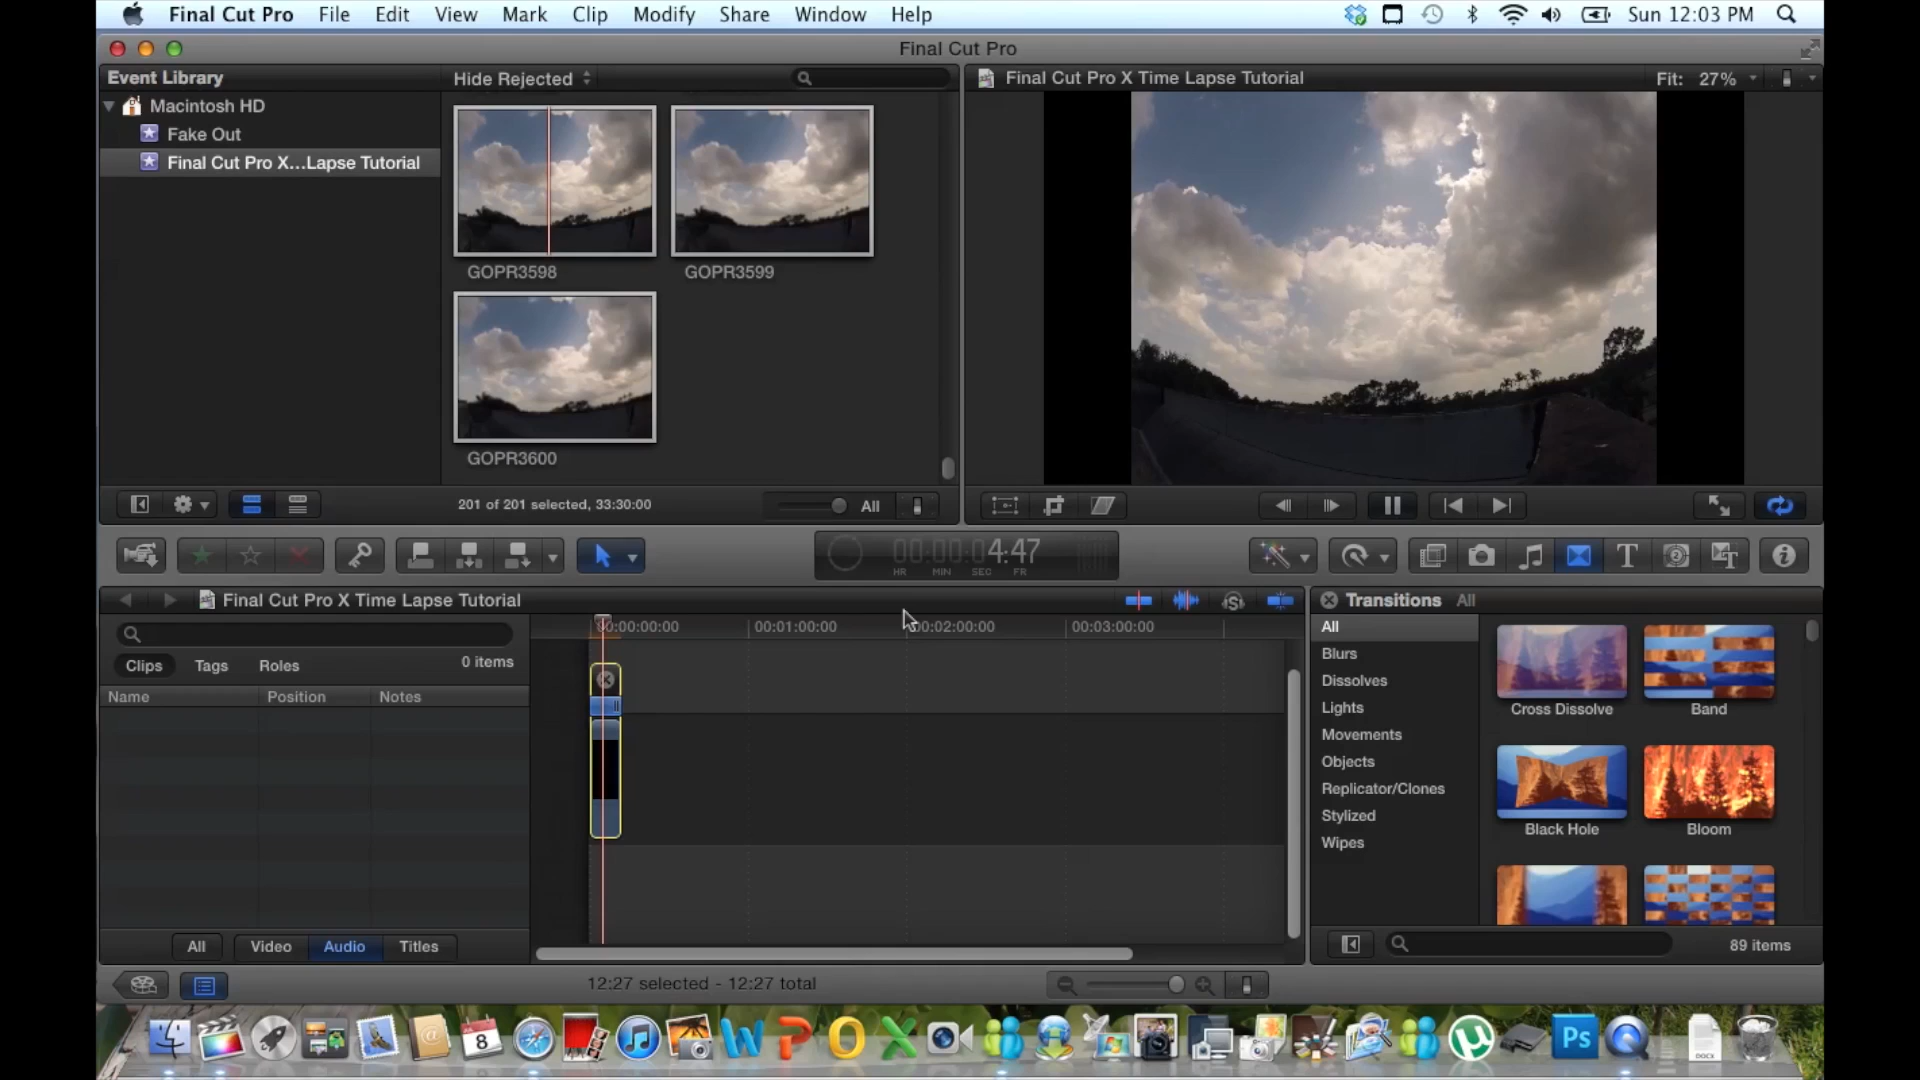 Final Cut Pro File Edit View Mark Clip Modify Share Window Help Sun 12:03 PM
Final Cut Pro
Event Library
Hide Rejected
Final Cut Pro X Time Lapse Tutorial
Fit: 27%
Macintosh HD
Fake Out
Final Cut Pro X...Lapse Tutorial
GOPR3598
GOPR3599
GOPR3600
201 of 201 selected, 33:30:00
All
00:00:04:47
HR MIN SEC FR
Final Cut Pro X Time Lapse Tutorial
Transitions All
00:00:00:00 00:01:00:00 00:02:00:00 00:03:00:00
Clips Tags Roles 0 items
Name Position Notes
All
Blurs
Dissolves
Lights
Movements
Objects
Replicator/Clones
Stylized
Wipes
Cross Dissolve
Band
Black Hole
Bloom
All Video Audio Titles
89 items
12:27 selected - 12:27 total
8
W P O X
Ps
DOCX